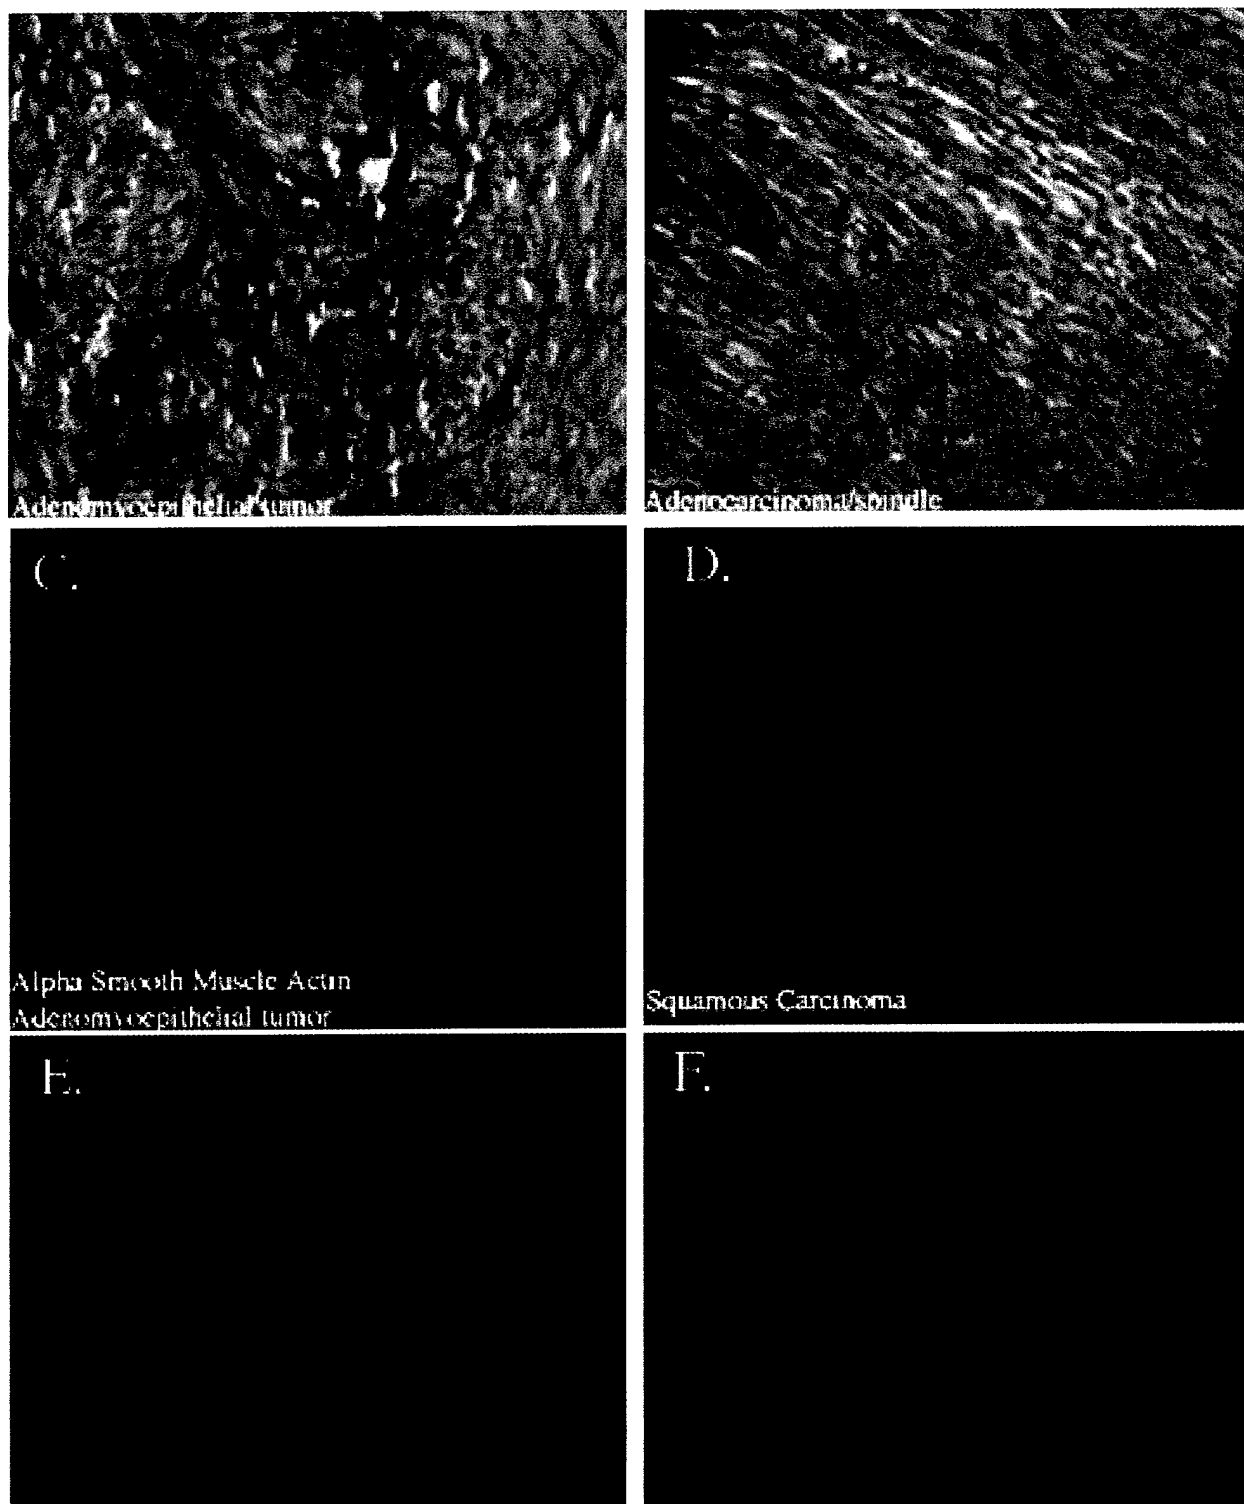 Adenomyoepithelial tumor
Adenocarcinoma/spindle
C.
D.
Alpha Smooth Muscle Actin
Adenomyoepithelial tumor
Squamous Carcinoma
E.
F.